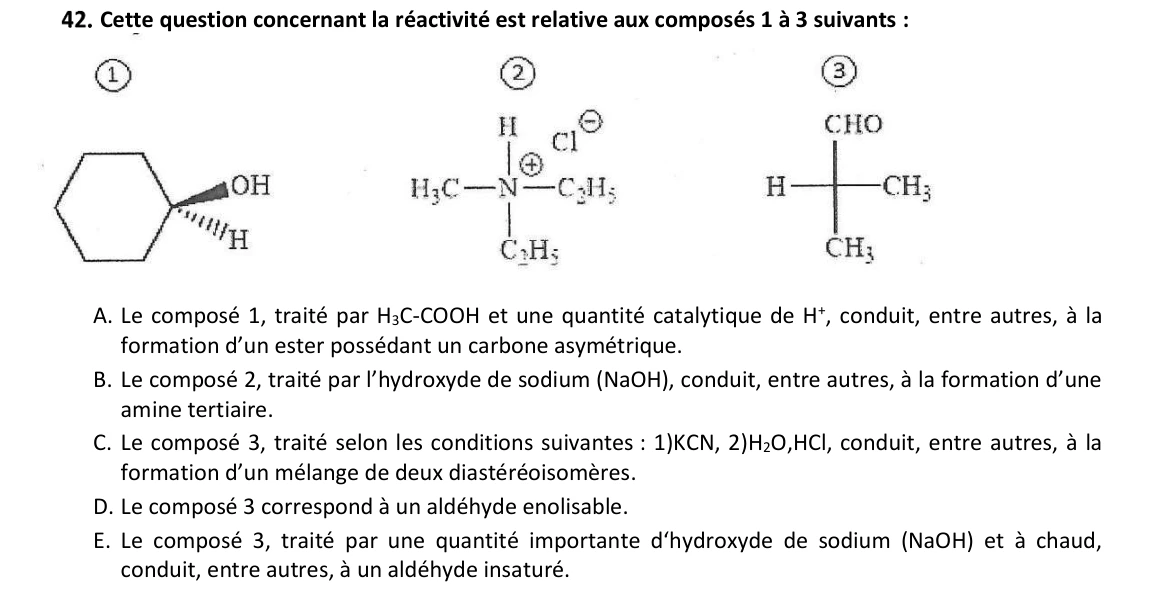 42. Cette question concernant la réactivité est relative aux composés 1 à 3 suivants :
1 2 3
H Cl⊖ CHO
OH H₃C—N⊕—C₂H₅ H CH₃
H C₂H₅ CH₃
A. Le composé 1, traité par H₃C-COOH et une quantité catalytique de H⁺, conduit, entre autres, à la
formation d’un ester possédant un carbone asymétrique.
B. Le composé 2, traité par l’hydroxyde de sodium (NaOH), conduit, entre autres, à la formation d’une
amine tertiaire.
C. Le composé 3, traité selon les conditions suivantes : 1)KCN, 2)H₂O,HCl, conduit, entre autres, à la
formation d’un mélange de deux diastéréoisomères.
D. Le composé 3 correspond à un aldéhyde enolisable.
E. Le composé 3, traité par une quantité importante d‘hydroxyde de sodium (NaOH) et à chaud,
conduit, entre autres, à un aldéhyde insaturé.